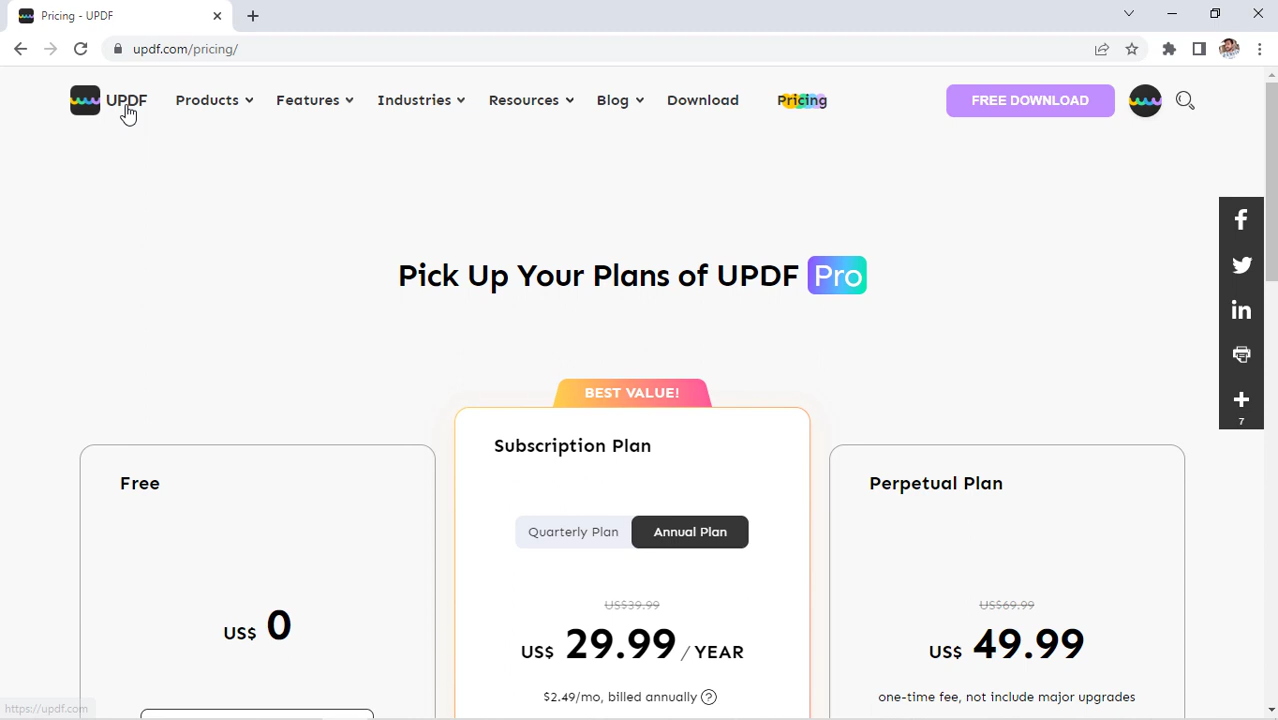 Pricing - UPDF
updf.com/pricing/
UPDF
Products
Features
Industries
Resources
Blog
Download
Pricing
FREE DOWNLOAD
Pick Up Your Plans of UPDF Pro
7
BEST VALUE!
Free
US$ 0
Subscription Plan
Quarterly Plan
Annual Plan
US$39.99
US$ 29.99 / YEAR
$2.49/mo, billed annually ?
Perpetual Plan
US$69.99
US$ 49.99
one-time fee, not include major upgrades
https://updf.com